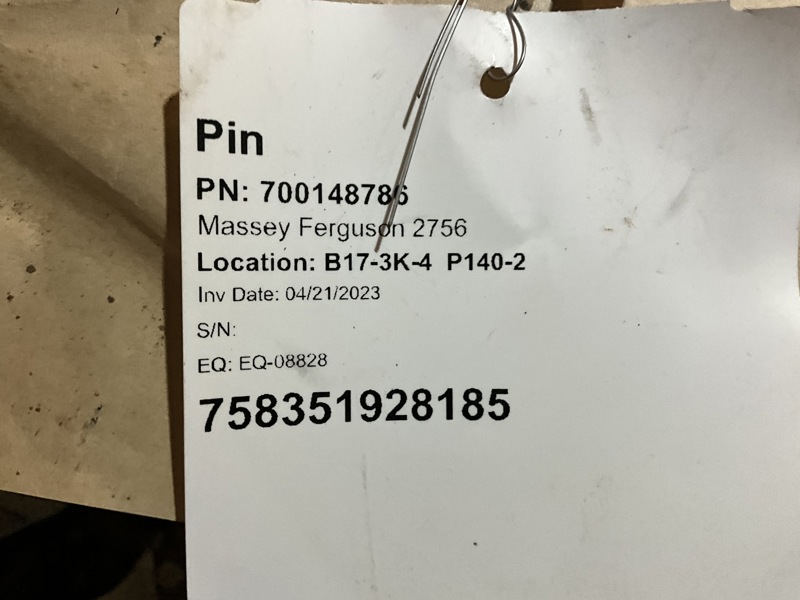 Pin
PN: 700148786
Massey Ferguson 2756
Location: B17-3K-4 P140-2
Inv Date: 04/21/2023
S/N:
EQ: EQ-08828
758351928185